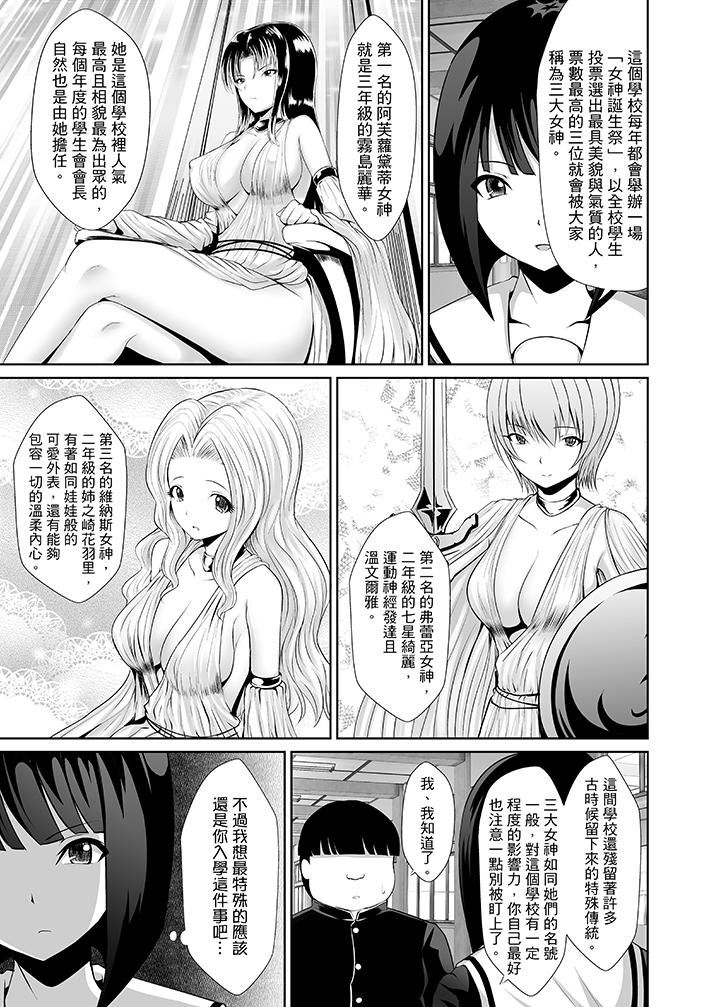 這個學校每年都會舉辦一場
「女神誕生祭」，以全校學生
投票選出最具美貌與氣質的人，
票數最高的三位就會被大家
稱為三大女神。
第一名的阿芙蘿黛蒂女神
就是三年級的霧島麗華。
她是這個學校裡人氣
最高且相貌最為出眾的，
每個年度的學生會會長
自然也是由她擔任。
第二名的弗蕾亞女神，
二年級的七星綺麗，
運動神經發達且
溫文爾雅
第三名的維納斯女神，
二年級的姉之崎花羽里，
有著如同娃娃般的
可愛外表，還有能夠
包容一切的溫柔內心。
這間學校還殘留著許多
古時候留下來的特殊傳統。
三大女神如同她們的名號
一般，對這個學校有一定
程度的影響力，你自己最好
也注意一點別被盯上了。
我、我知道了。
不過我想最特殊的應該
還是你入學這件事吧…